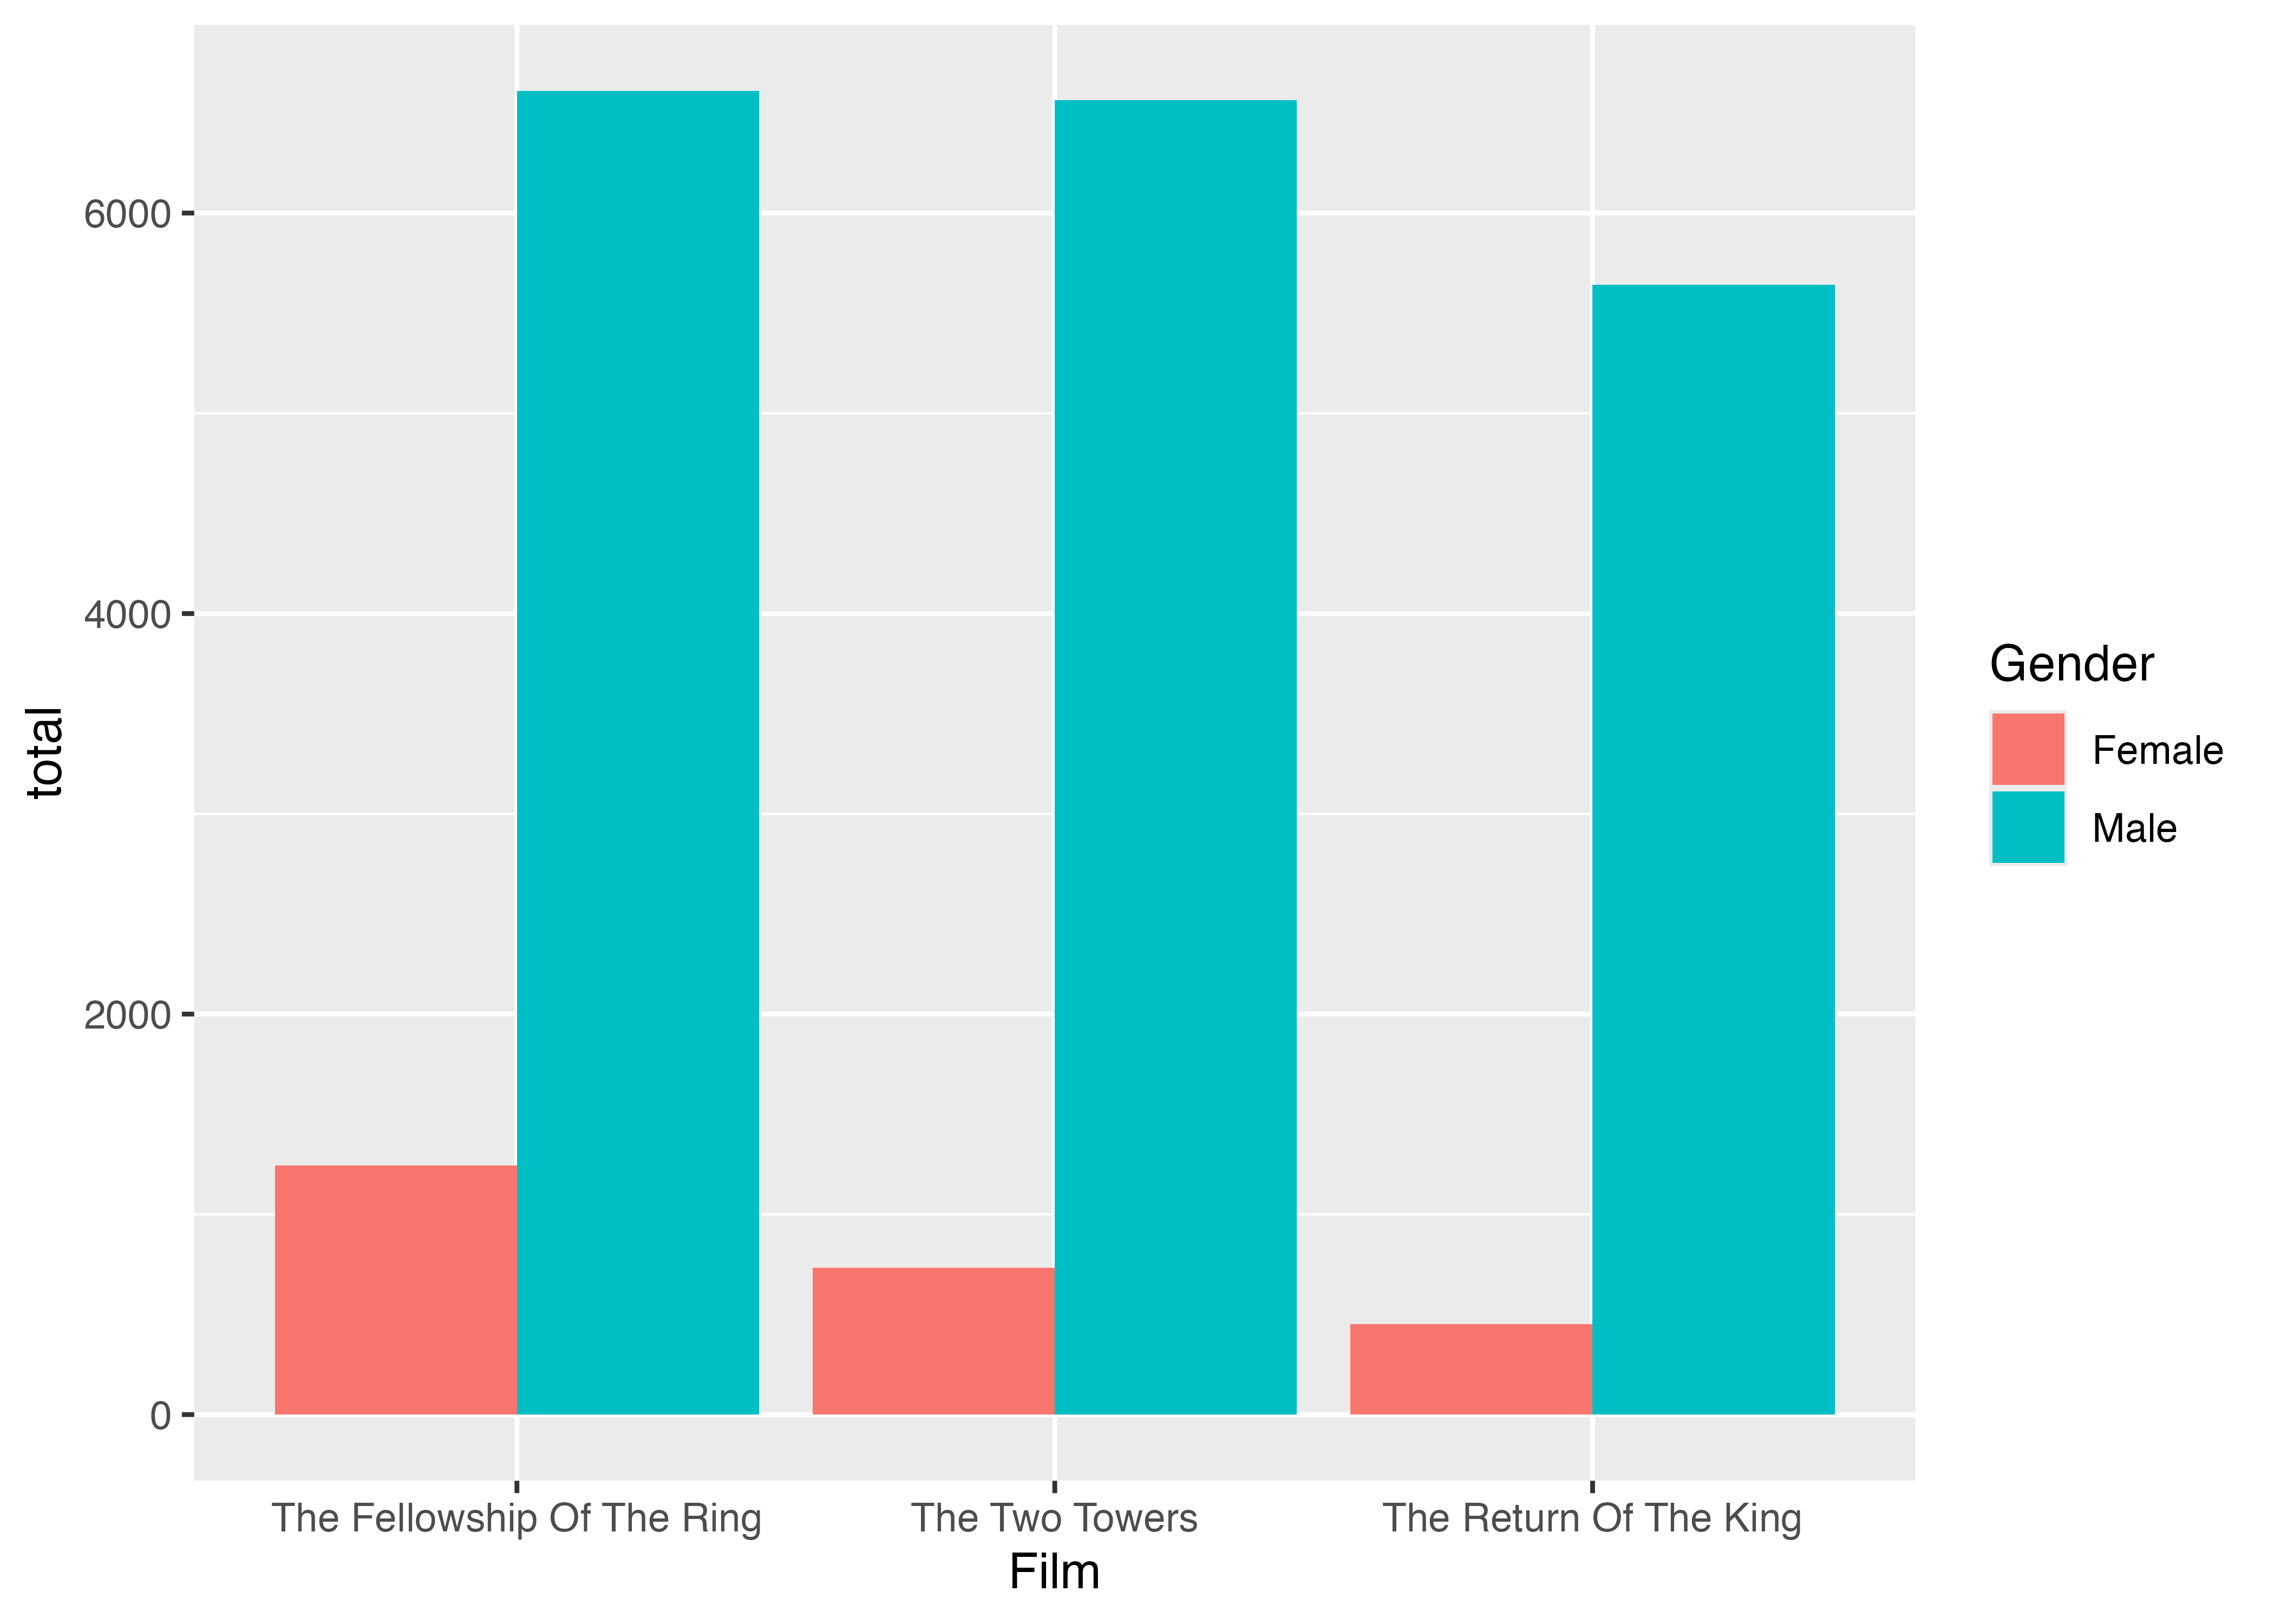 total
6000
4000
2000
0
The Fellowship Of The Ring
The Two Towers
The Return Of The King
Film
Gender
Female
Male